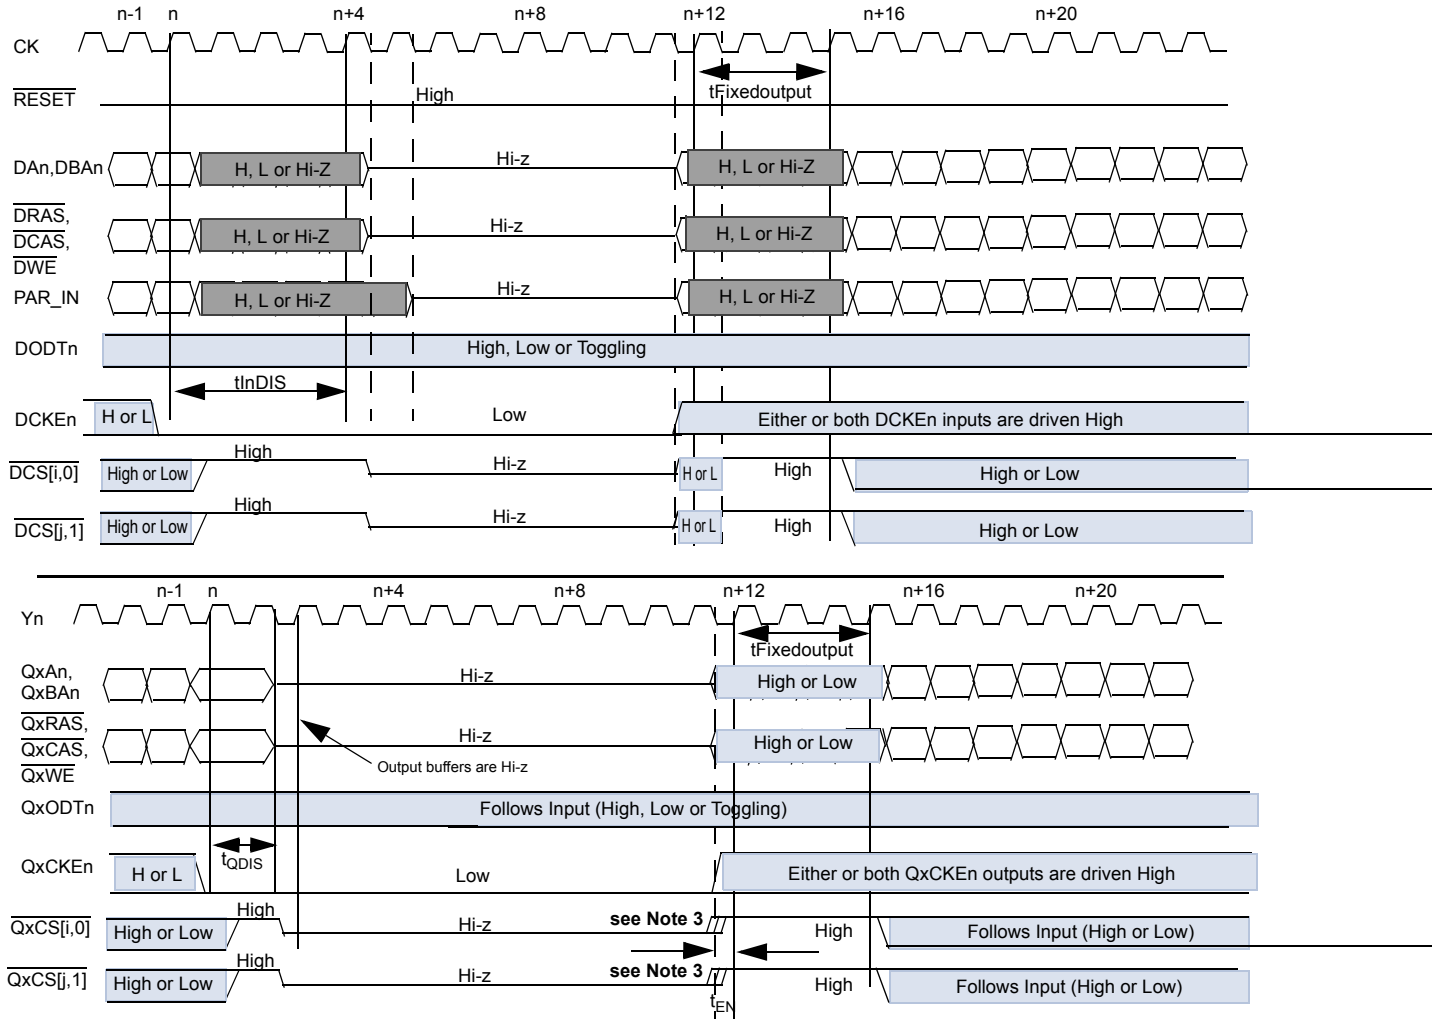 n-1 n n+4 n+8 n+12 n+16 n+20
CK
tFixedoutput
RESET High
DAn,DBAn H, L or Hi-Z Hi-z H, L or Hi-Z
DRAS,
DCAS, H, L or Hi-Z Hi-z H, L or Hi-Z
DWE
PAR_IN H, L or Hi-Z Hi-z H, L or Hi-Z
DODTn High, Low or Toggling
tInDIS
DCKEn H or L Low Either or both DCKEn inputs are driven High
DCS[i,0] High or Low High Hi-z H or L High High or Low
DCS[j,1] High or Low High Hi-z H or L High High or Low
n-1 n n+4 n+8 n+12 n+16 n+20
Yn
tFixedoutput
QxAn,
QxBAn Hi-z High or Low
QxRAS,
QxCAS, Hi-z High or Low
QxWE
Output buffers are Hi-z
QxODTn Follows Input (High, Low or Toggling)
tQDIS
QxCKEn H or L Low Either or both QxCKEn outputs are driven High
QxCS[i,0] High or Low High Hi-z see Note 3 High Follows Input (High or Low)
QxCS[j,1] High or Low High Hi-z see Note 3 High Follows Input (High or Low)
tEN